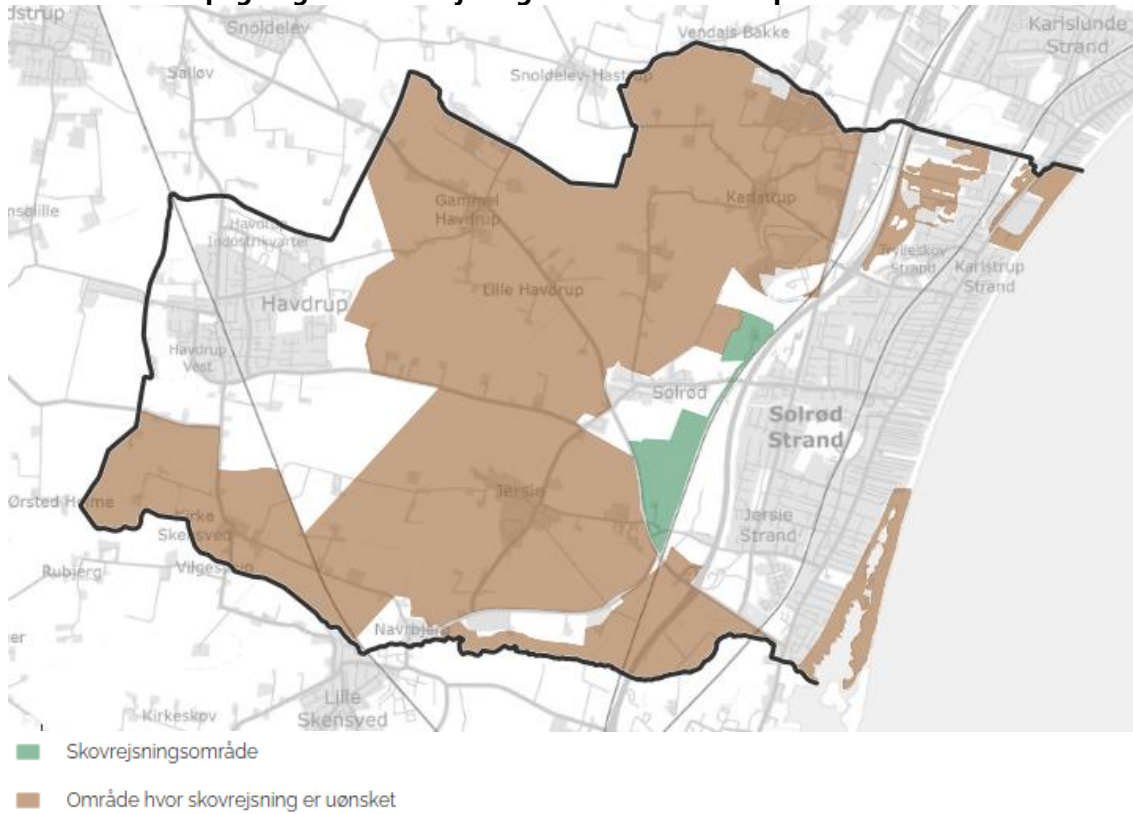 Snoldelev
Vendals Bakke
Karlslunde
Strand
Salløv
Snoldelev-Hastrup
Gammel
Havdrup
Karlstrup
Havdrup
Industrikvarter
Trylleskov
Strand
Karlstrup
Strand
Lille Havdrup
Havdrup
Havdrup
Vest
Solrød
Solrød
Strand
Jersie
Ørsted Holme
Kirke
Skensved
Jersie
Strand
Rubjerg
Vilgestrup
Kirkeskov
Lille
Skensved
Skovrejsningsområde
Område hvor skovrejsning er uønsket